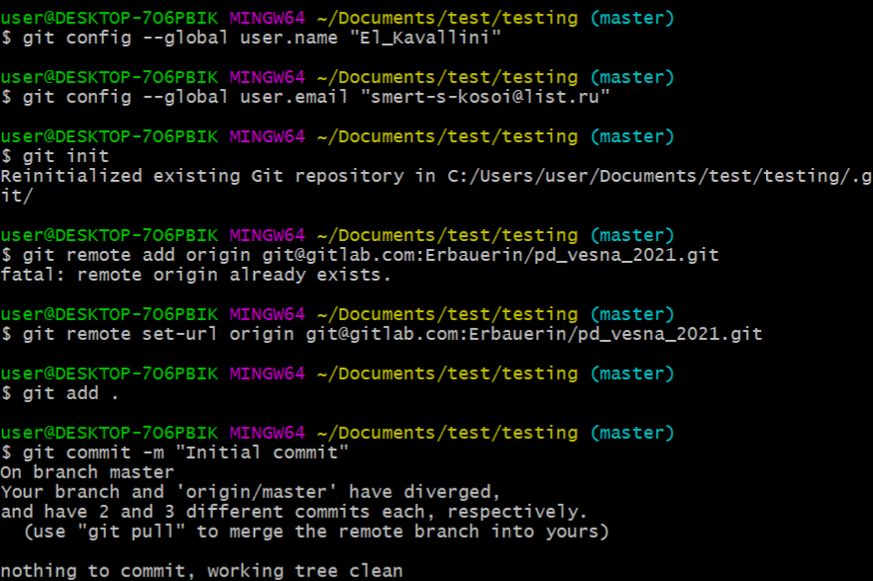 user@DESKTOP-7O6PBIK MINGW64 ~/Documents/test/testing (master)
$ git config --global user.name "El_Kavallini"
user@DESKTOP-7O6PBIK MINGW64 ~/Documents/test/testing (master)
$ git config --global user.email "smert-s-kosoi@list.ru"
user@DESKTOP-7O6PBIK MINGW64 ~/Documents/test/testing (master)
$ git init
Reinitialized existing Git repository in C:/Users/user/Documents/test/testing/.g
it/
user@DESKTOP-7O6PBIK MINGW64 ~/Documents/test/testing (master)
$ git remote add origin git@gitlab.com:Erbauerin/pd_vesna_2021.git
fatal: remote origin already exists.
user@DESKTOP-7O6PBIK MINGW64 ~/Documents/test/testing (master)
$ git remote set-url origin git@gitlab.com:Erbauerin/pd_vesna_2021.git
user@DESKTOP-7O6PBIK MINGW64 ~/Documents/test/testing (master)
$ git add .
user@DESKTOP-7O6PBIK MINGW64 ~/Documents/test/testing (master)
$ git commit -m "Initial commit"
On branch master
Your branch and 'origin/master' have diverged,
and have 2 and 3 different commits each, respectively.
  (use "git pull" to merge the remote branch into yours)
nothing to commit, working tree clean